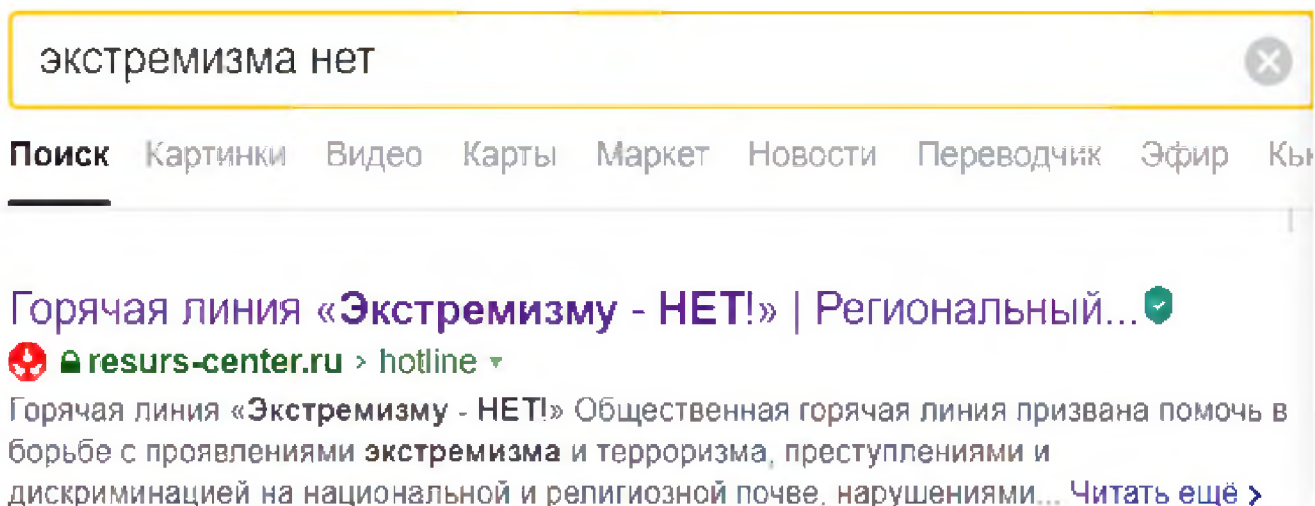 экстремизма нет
Поиск Картинки Видео Карты Маркет Новости Переводчик Эфир
Горячая линия «Экстремизму - НЕТ!» | Региональный...
resurs-center.ru › hotline
Горячая линия «Экстремизму - НЕТ!» Общественная горячая линия призвана помочь в
борьбе с проявлениями экстремизма и терроризма, преступлениями и
дискриминацией на национальной и религиозной почве, нарушениями... Читать ещё ›